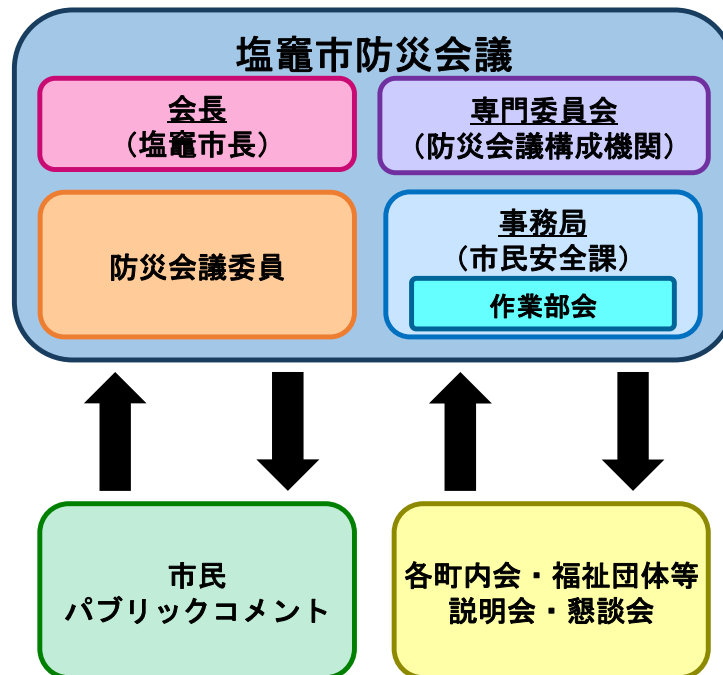 塩竈市防災会議
会長
（塩竈市長）
専門委員会
（防災会議構成機関）
防災会議委員
事務局
（市民安全課）
作業部会
市民
パブリックコメント
各町内会・福祉団体等
説明会・懇談会